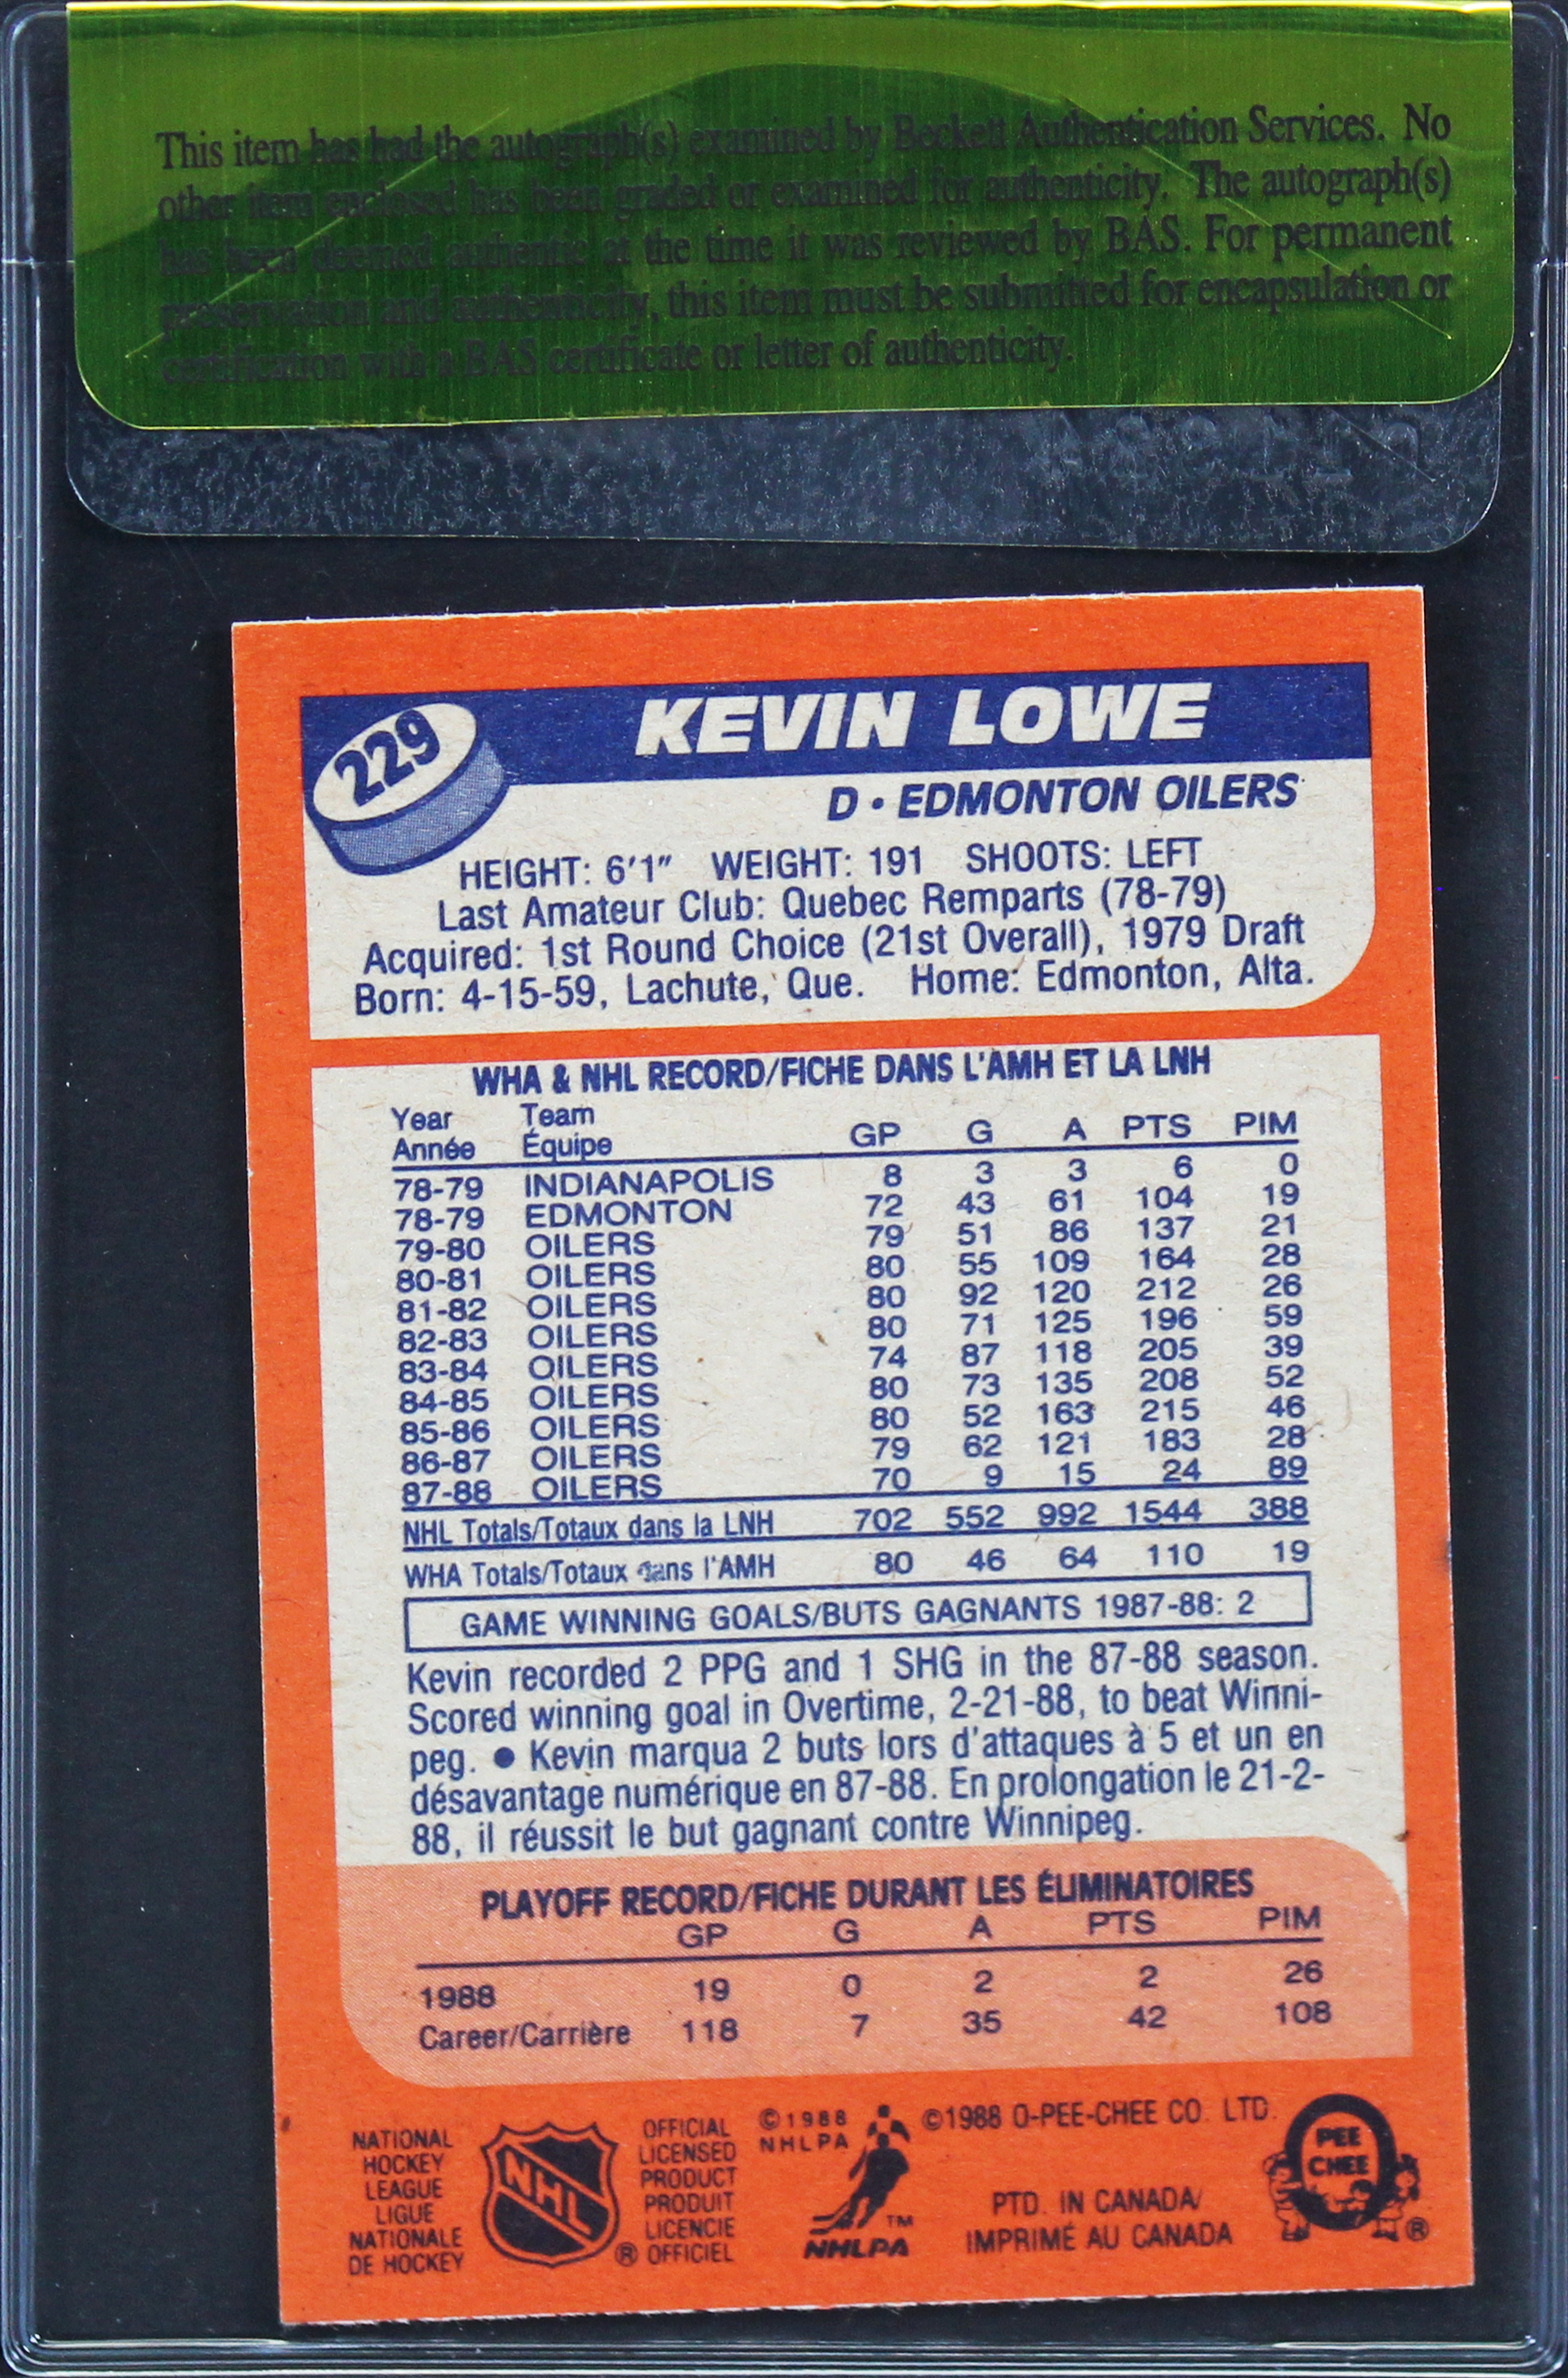 This item has had the autograph(s) examined by Beckett Authentication Services. No
other item enclosed has been graded or examined for authenticity. The autograph(s)
has been deemed authentic at the time it was reviewed by BAS. For permanent
preservation and authenticity, this item must be submitted for encapsulation or
certification with a BAS certificate or letter of authenticity.
229
KEVIN LOWE
D • EDMONTON OILERS
HEIGHT: 6'1" WEIGHT: 191 SHOOTS: LEFT
Last Amateur Club: Quebec Remparts (78-79)
Acquired: 1st Round Choice (21st Overall), 1979 Draft
Born: 4-15-59, Lachute, Que. Home: Edmonton, Alta.
WHA & NHL RECORD/FICHE DANS L'AMH ET LA LNH
Year Team
Année Équipe GP G A PTS PIM
78-79 INDIANAPOLIS 8 3 3 6 0
78-79 EDMONTON 72 43 61 104 19
79-80 OILERS 79 51 86 137 21
80-81 OILERS 80 55 109 164 28
81-82 OILERS 80 92 120 212 26
82-83 OILERS 80 71 125 196 59
83-84 OILERS 74 87 118 205 39
84-85 OILERS 80 73 135 208 52
85-86 OILERS 80 52 163 215 46
86-87 OILERS 79 62 121 183 28
87-88 OILERS 70 9 15 24 89
NHL Totals/Totaux dans la LNH 702 552 992 1544 388
WHA Totals/Totaux dans l'AMH 80 46 64 110 19
GAME WINNING GOALS/BUTS GAGNANTS 1987-88: 2
Kevin recorded 2 PPG and 1 SHG in the 87-88 season.
Scored winning goal in Overtime, 2-21-88, to beat Winni-
peg. ● Kevin marqua 2 buts lors d'attaques à 5 et un en
désavantage numérique en 87-88. En prolongation le 21-2-
88, il réussit le but gagnant contre Winnipeg.
PLAYOFF RECORD/FICHE DURANT LES ÉLIMINATOIRES
GP G A PTS PIM
1988 19 0 2 2 26
Career/Carrière 118 7 35 42 108
NATIONAL
HOCKEY
LEAGUE
LIGUE
NATIONALE
DE HOCKEY
NHL
OFFICIAL
LICENSED
PRODUCT
PRODUIT
LICENCIE
® OFFICIEL
©1988
NHLPA
TM
NHLPA
©1988 O-PEE-CHEE CO. LTD.
PTD. IN CANADA/
IMPRIMÉ AU CANADA
PEE
CHEE
®